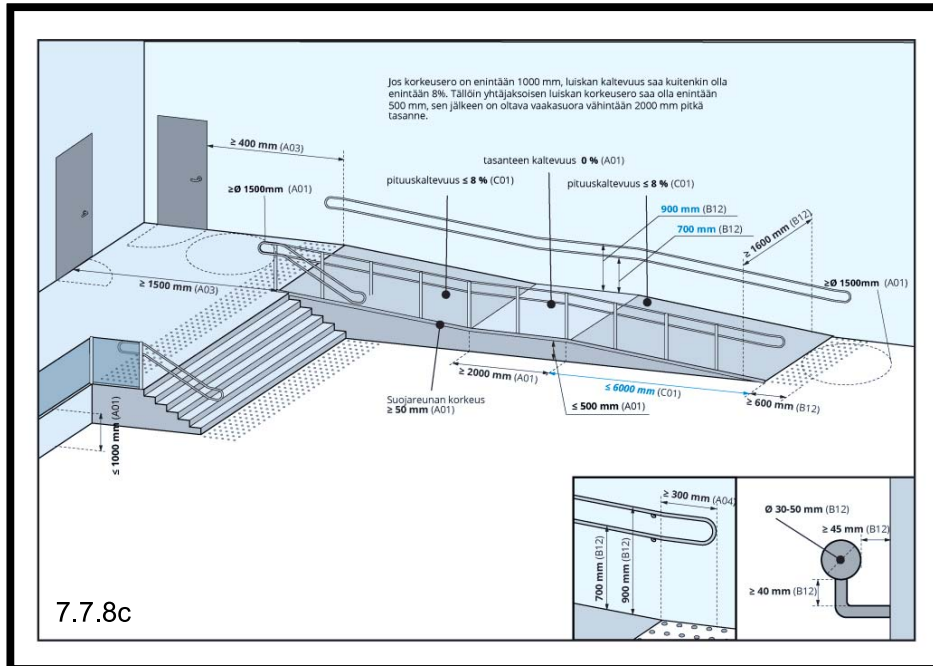 Jos korkeusero on enintään 1000 mm, luiskan kaltevuus saa kuitenkin olla
enintään 8%. Tällöin yhtäjaksoisen luiskan korkeusero saa olla enintään
500 mm, sen jälkeen on oltava vaakasuora vähintään 2000 mm pitkä
tasanne.
≥ 400 mm (A03)
tasanteen kaltevuus 0 % (A01)
≥Ø 1500mm (A01)
pituuskaltevuus ≤ 8 % (C01)
pituuskaltevuus ≤ 8 % (C01)
900 mm (B12)
700 mm (B12)
≥ 1600 mm (B12)
≥Ø 1500mm (A01)
≥ 1500 mm (A03)
≥ 2000 mm (A01)
≤ 6000 mm (C01)
Suojareunan korkeus
≥ 50 mm (A01)
≤ 500 mm (A01)
≥ 600 mm (B12)
≤ 1000 mm (A01)
≥ 300 mm (A04)
700 mm (B12)
900 mm (B12)
Ø 30-50 mm (B12)
≥ 45 mm (B12)
≥ 40 mm (B12)
7.7.8c